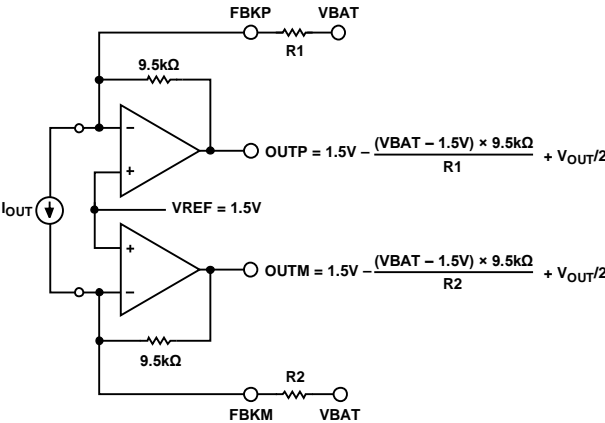 FBKP VBAT
R1
9.5kΩ
OUTP = 1.5V – (VBAT – 1.5V) × 9.5kΩ / R1 + VOUT/2
IOUT
VREF = 1.5V
OUTM = 1.5V – (VBAT – 1.5V) × 9.5kΩ / R2 + VOUT/2
9.5kΩ
R2
FBKM VBAT